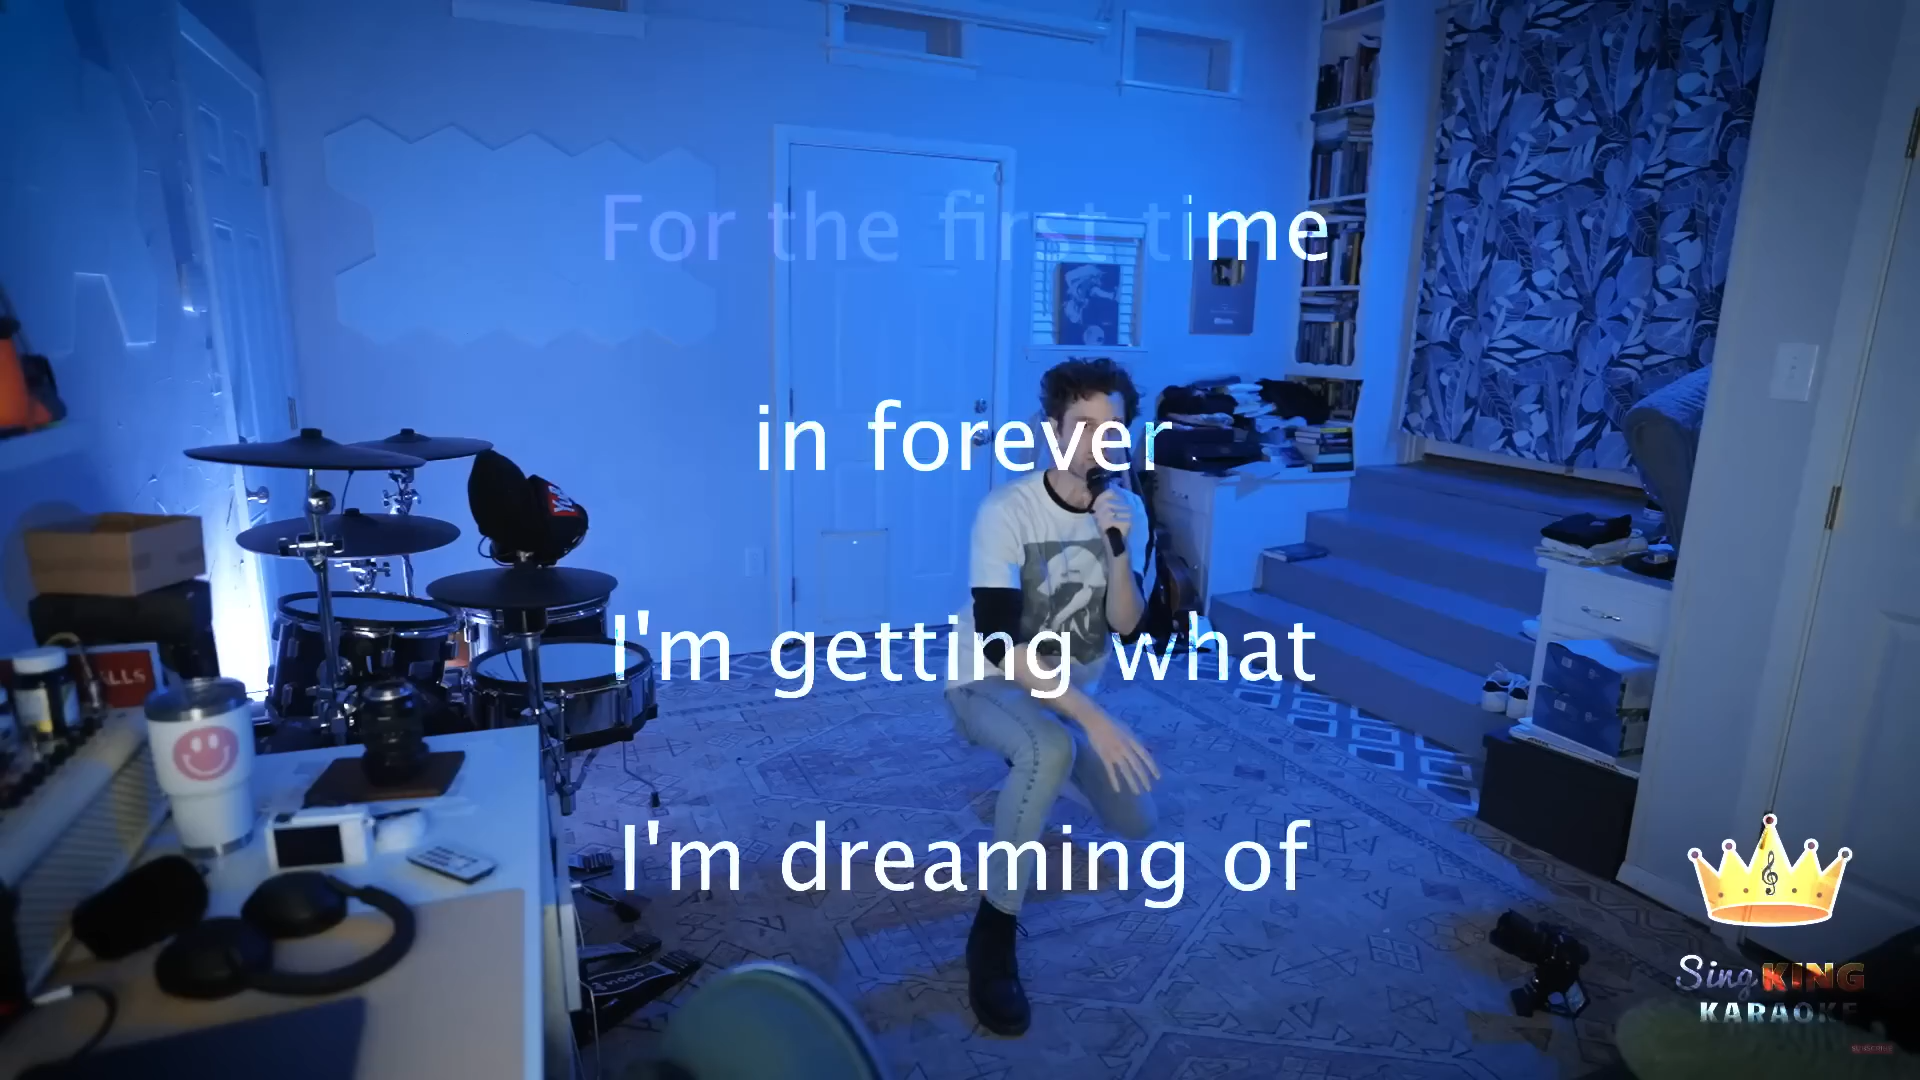 For the first time
in forever
I'm getting what
I'm dreaming of
Sing KING
KARAOKE